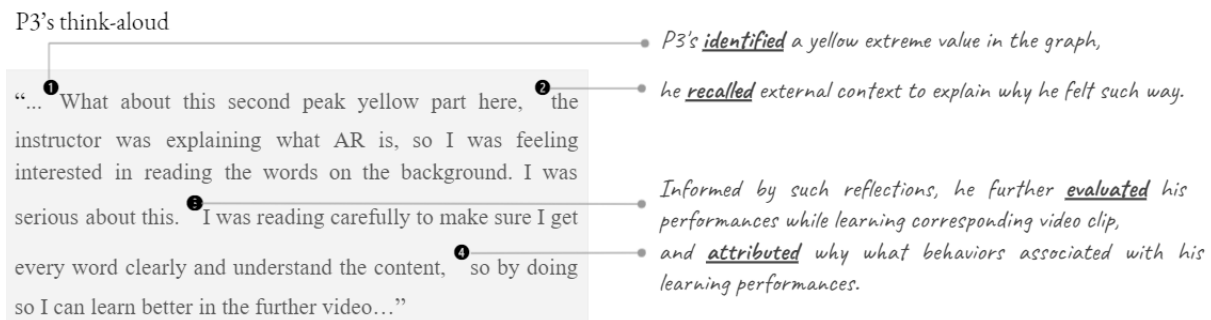 P3’s think-aloud
“... ❶What about this second peak yellow part here, ❷the
instructor was explaining what AR is, so I was feeling
interested in reading the words on the background. I was
serious about this. ❸I was reading carefully to make sure I get
every word clearly and understand the content, ❹so by doing
so I can learn better in the further video…”
P3's identified a yellow extreme value in the graph,
he recalled external context to explain why he felt such way.
Informed by such reflections, he further evaluated his
performances while learning corresponding video clip,
and attributed why what behaviors associated with his
learning performances.